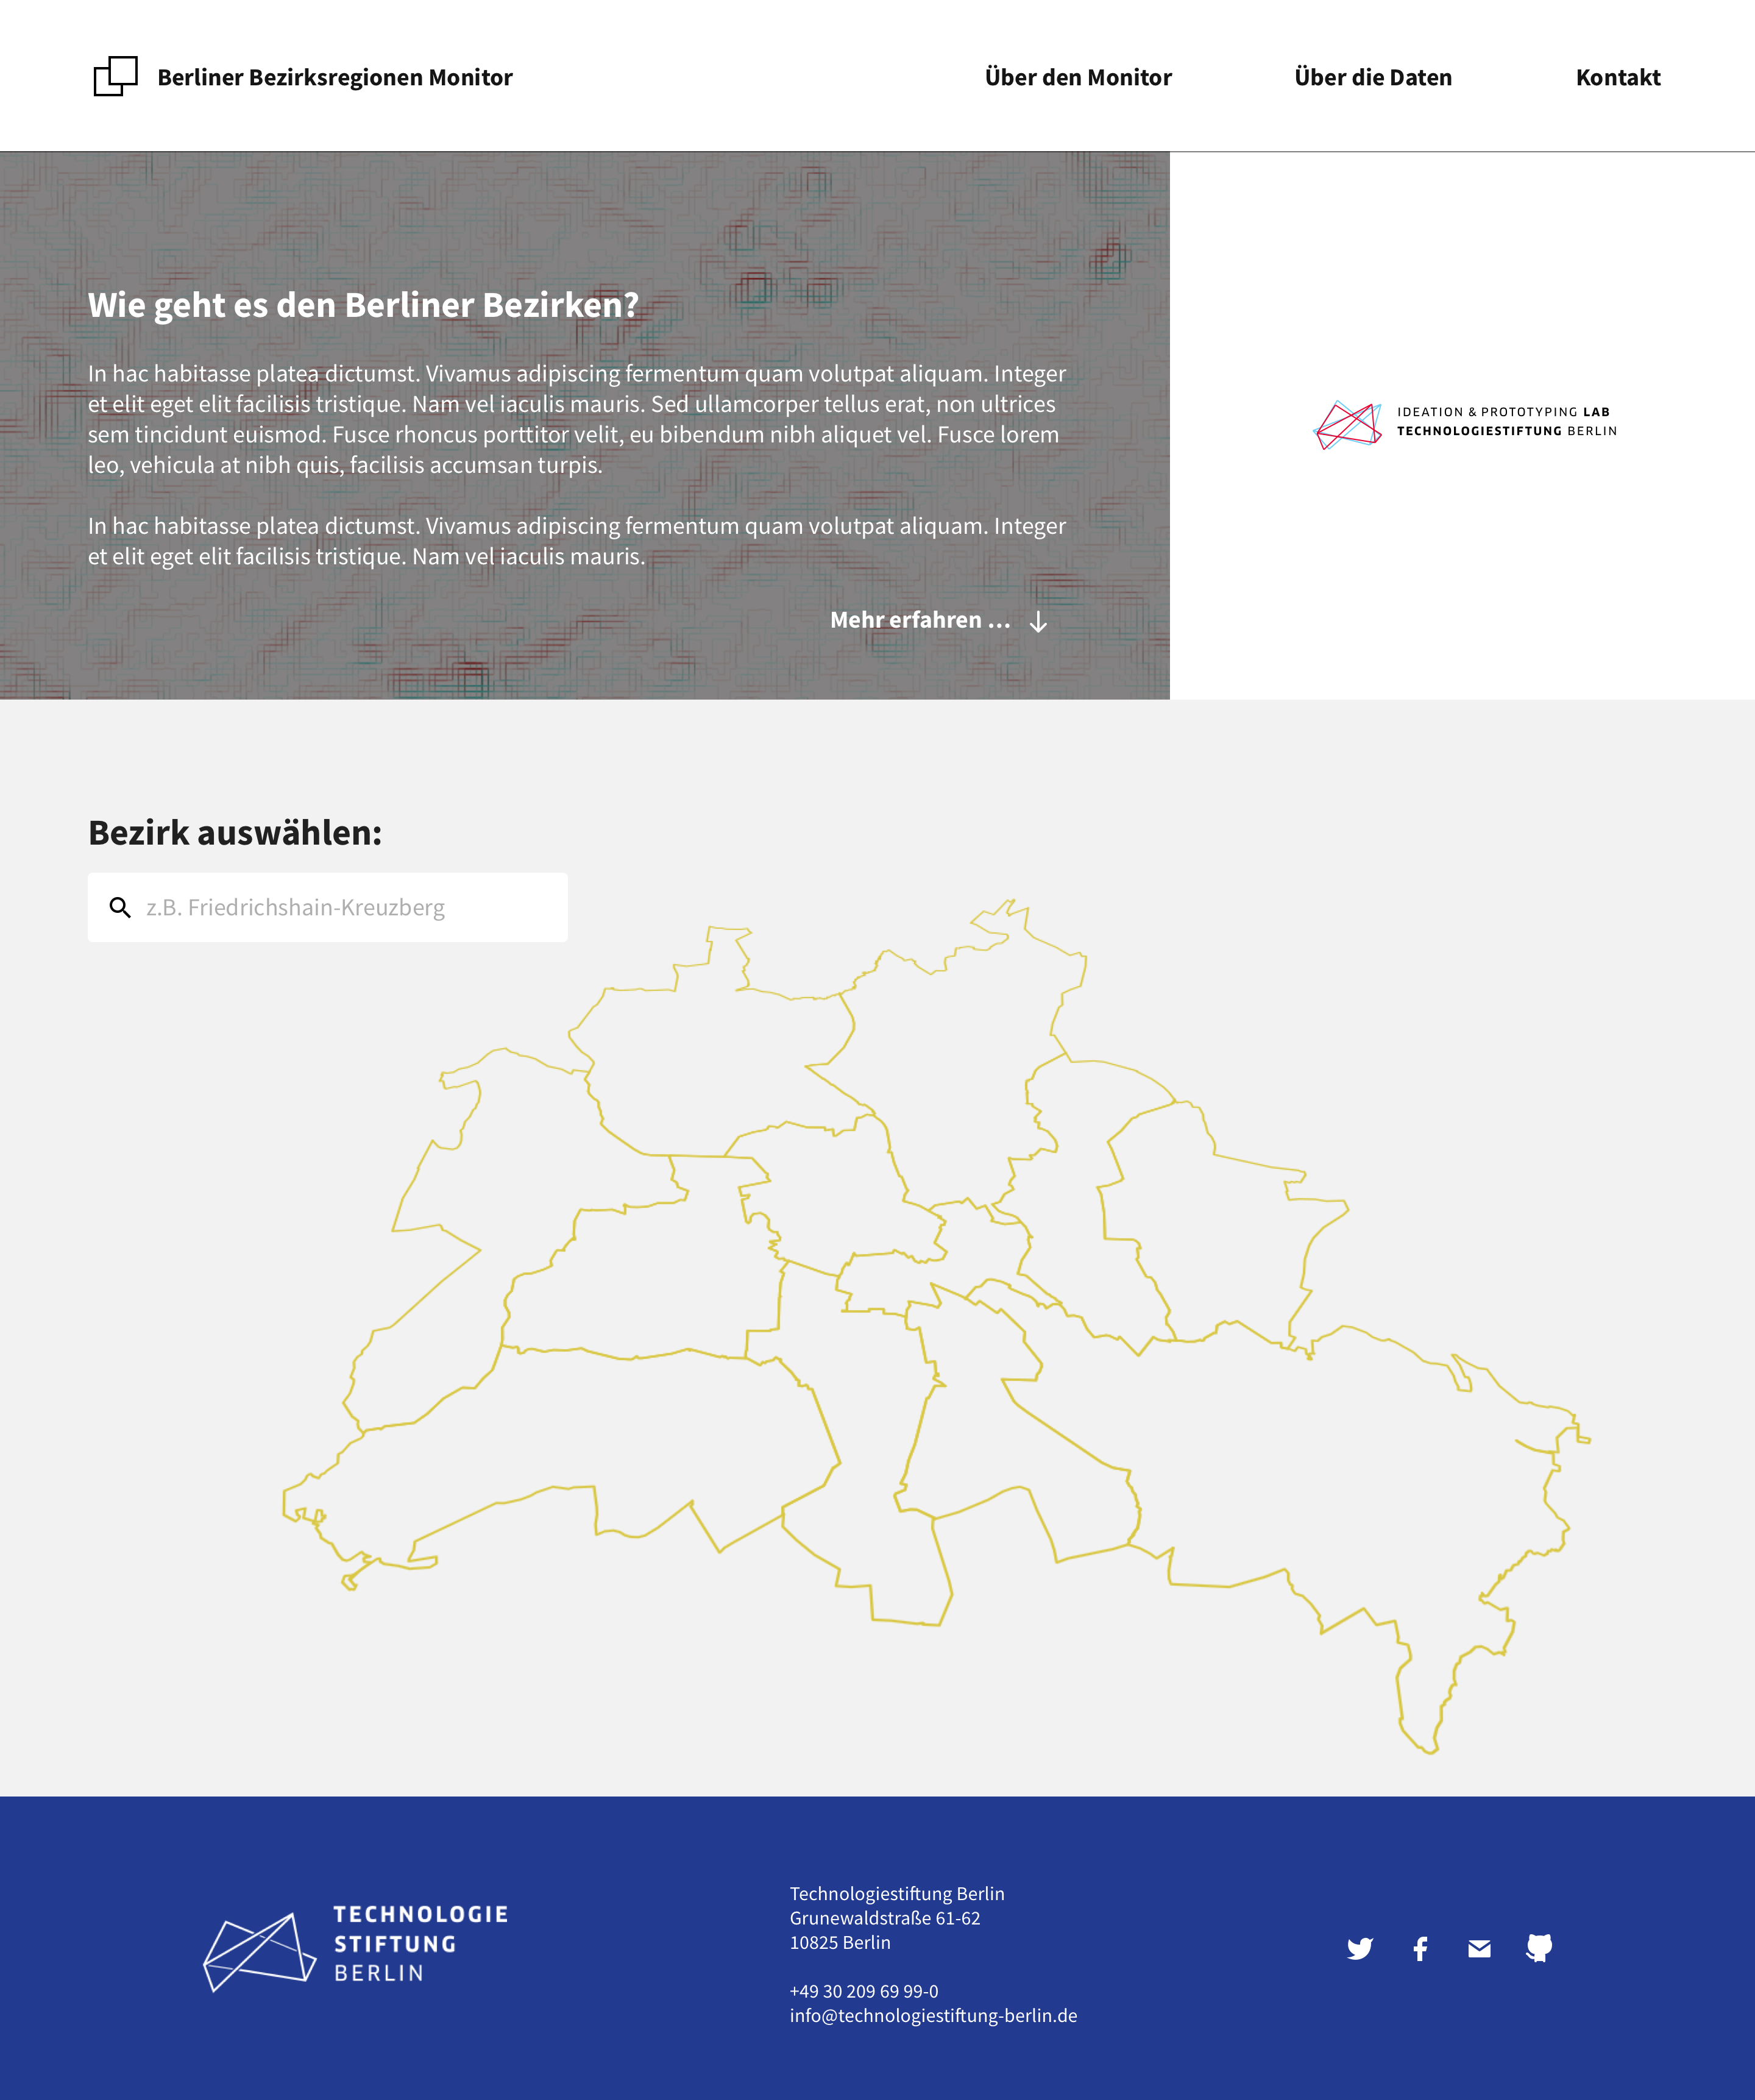 Berliner Bezirksregionen Monitor
Über den Monitor
Über die Daten
Kontakt
Wie geht es den Berliner Bezirken?
In hac habitasse platea dictumst. Vivamus adipiscing fermentum quam volutpat aliquam. Integer
et elit eget elit facilisis tristique. Nam vel iaculis mauris. Sed ullamcorper tellus erat, non ultrices
sem tincidunt euismod. Fusce rhoncus porttitor velit, eu bibendum nibh aliquet vel. Fusce lorem
leo, vehicula at nibh quis, facilisis accumsan turpis.
In hac habitasse platea dictumst. Vivamus adipiscing fermentum quam volutpat aliquam. Integer
et elit eget elit facilisis tristique. Nam vel iaculis mauris.
Mehr erfahren …
IDEATION & PROTOTYPING LAB
TECHNOLOGIESTIFTUNG BERLIN
Bezirk auswählen:
z.B. Friedrichshain-Kreuzberg
TECHNOLOGIE
STIFTUNG
BERLIN
Technologiestiftung Berlin
Grunewaldstraße 61-62
10825 Berlin
+49 30 209 69 99-0
info@technologiestiftung-berlin.de